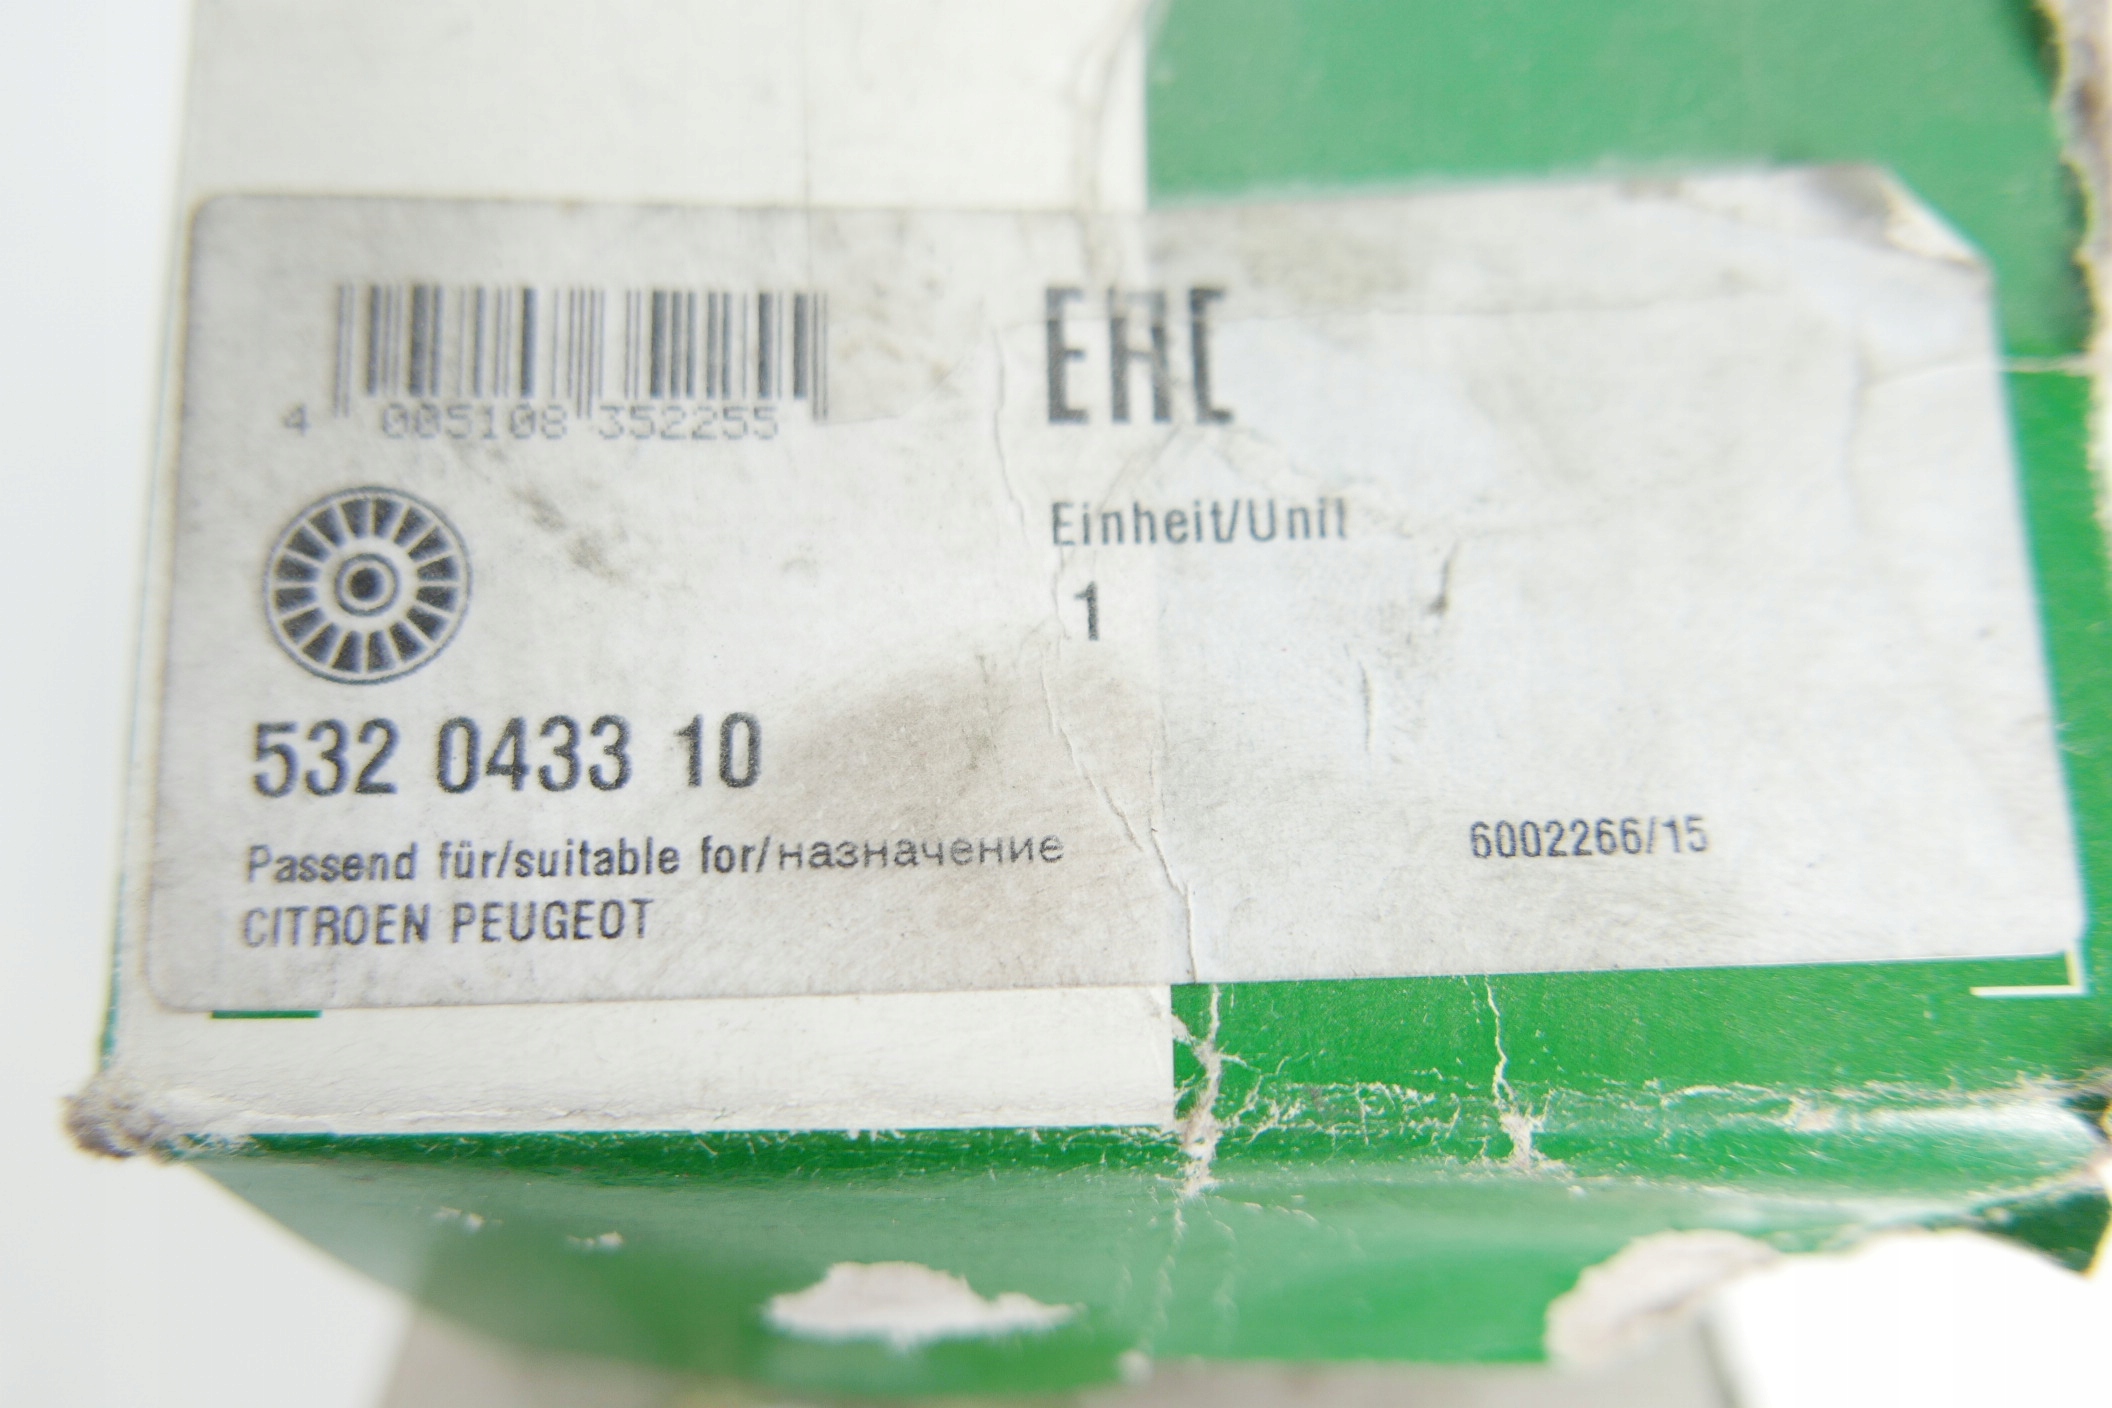 4 005108 352255
EAC
Einheit/Unit
1
532 0433 10
Passend für/suitable for/назначение
CITROEN PEUGEOT
6002266/15